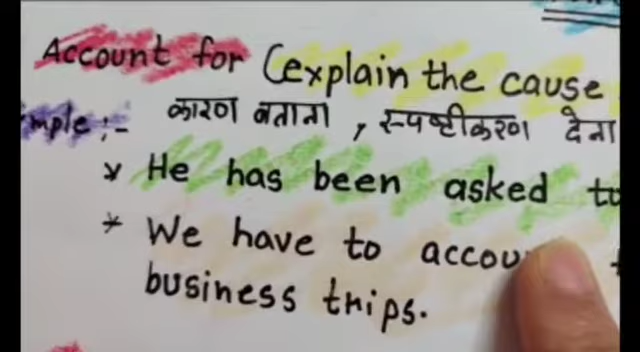 Account for (explain the cause
mple :- कारण बताना , स्पष्टीकरण देना
* He has been asked to
* We have to accou
business trips.